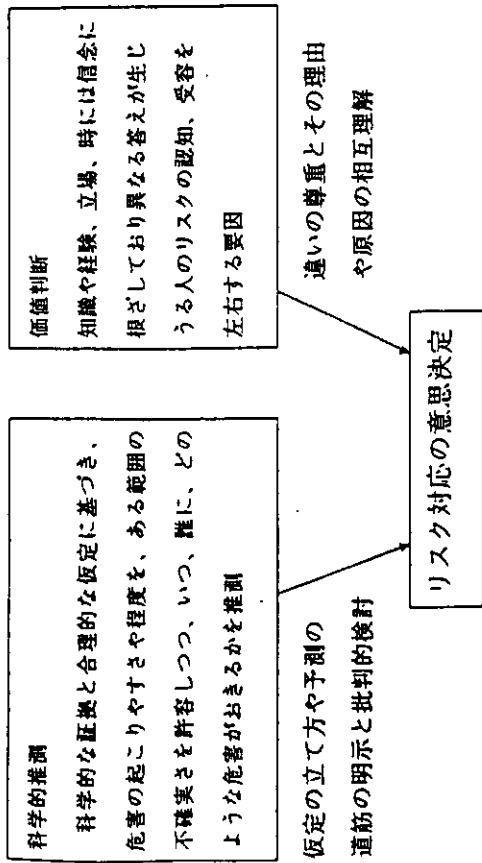 科学的推測
科学的な証拠と合理的な仮定に基づき、
危害の起こりやすさや程度を、ある範囲の
不確実さを許容しつつ、いつ、誰に、どの
ような危害がおきるかを推測
仮定の立て方や予測の
道筋の明示と批判的検討
価値判断
知識や経験、立場、時には信念に
根ざしており異なる答えが生じ
うる人のリスクの認知、受容を
左右する要因
違いの尊重とその理由
や原因の相互理解
リスク対応の意思決定